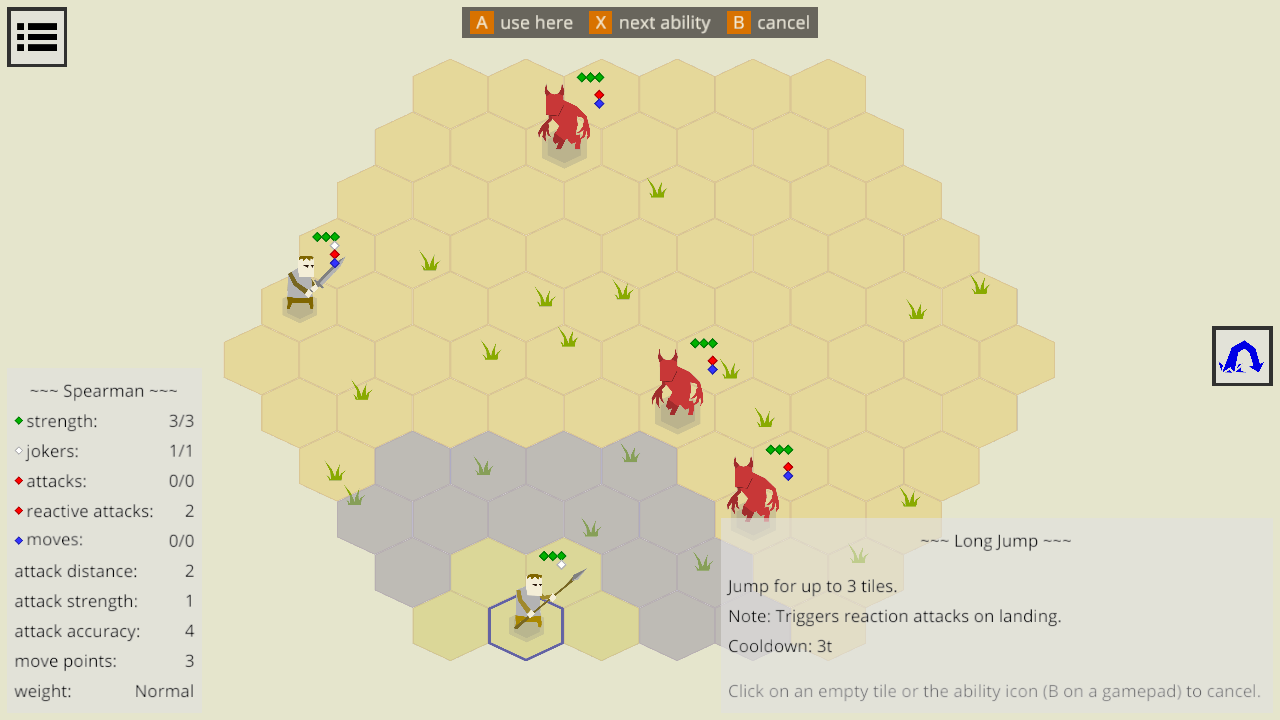 A use here X next ability B cancel
~~~ Spearman ~~~
strength: 3/3
jokers: 1/1
attacks: 0/0
reactive attacks: 2
moves: 0/0
attack distance: 2
attack strength: 1
attack accuracy: 4
move points: 3
weight: Normal
~~~ Long Jump ~~~
Jump for up to 3 tiles.
Note: Triggers reaction attacks on landing.
Cooldown: 3t
Click on an empty tile or the ability icon (B on a gamepad) to cancel.